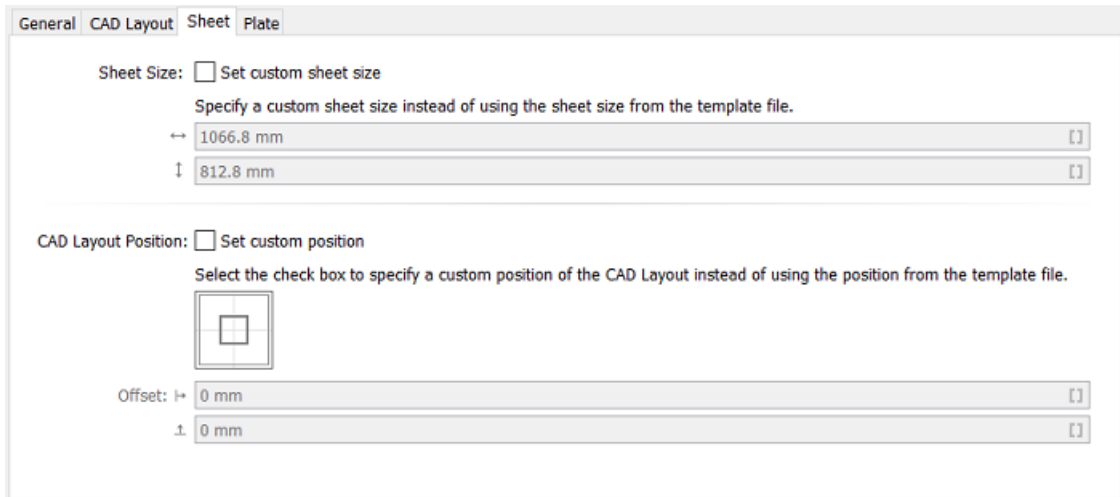 General CAD Layout Sheet Plate
Sheet Size: Set custom sheet size
Specify a custom sheet size instead of using the sheet size from the template file.
1066.8 mm []
812.8 mm []
CAD Layout Position: Set custom position
Select the check box to specify a custom position of the CAD Layout instead of using the position from the template file.
Offset: 0 mm []
0 mm []